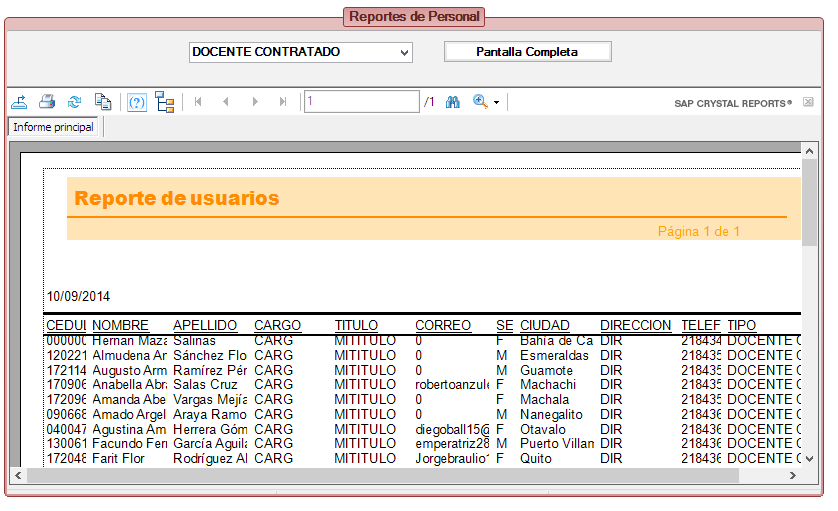 Reportes de Personal
DOCENTE CONTRATADO Pantalla Completa
(?) 1 /1 SAP CRYSTAL REPORTS®
Informe principal
Reporte de usuarios
Página 1 de 1
10/09/2014
CEDUI NOMBRE APELLIDO CARGO TITULO CORREO SE CIUDAD DIRECCION TELEF TIPO
000000 Hernan Maza Salinas CARG MITITULO 0 F Bahía de Ca DIR 218434 DOCENTE C
120221 Almudena Ar Sánchez Flo CARG MITITULO 0 M Esmeraldas DIR 218435 DOCENTE C
172114 Augusto Arm Ramírez Pér CARG MITITULO 0 M Guamote DIR 218435 DOCENTE C
170906 Anabella Abr Salas Cruz CARG MITITULO robertoanzule F Machachi DIR 218435 DOCENTE C
172096 Amanda Abe Vargas Mejía CARG MITITULO 0 F Machala DIR 218435 DOCENTE C
090668 Amado Argel Araya Ramo CARG MITITULO 0 M Nanegalito DIR 218436 DOCENTE C
040047 Agustina Am Herrera Góm CARG MITITULO diegoball15@ F Otavalo DIR 218436 DOCENTE C
130061 Facundo Fern García Aguila CARG MITITULO emperatriz28 M Puerto Villam DIR 218436 DOCENTE C
172048 Farit Flor Rodríguez Al CARG MITITULO Jorgebraulio1 F Quito DIR 218436 DOCENTE C